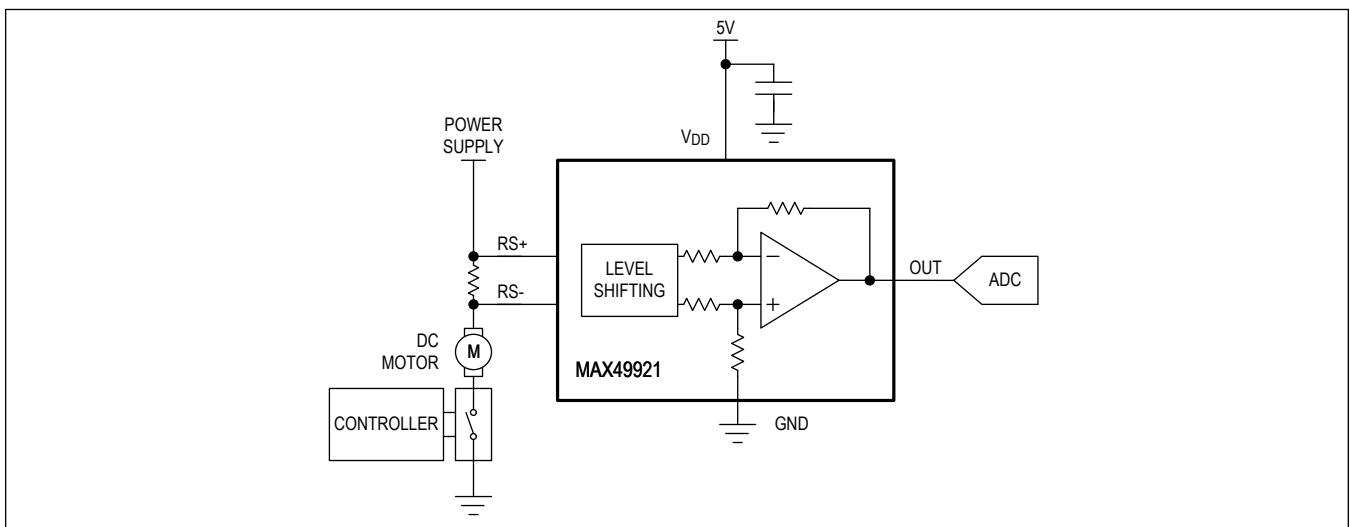 5V
VDD
POWER
SUPPLY
RS+
RS-
LEVEL
SHIFTING
−
+
OUT
ADC
DC
MOTOR
M
MAX49921
CONTROLLER
GND